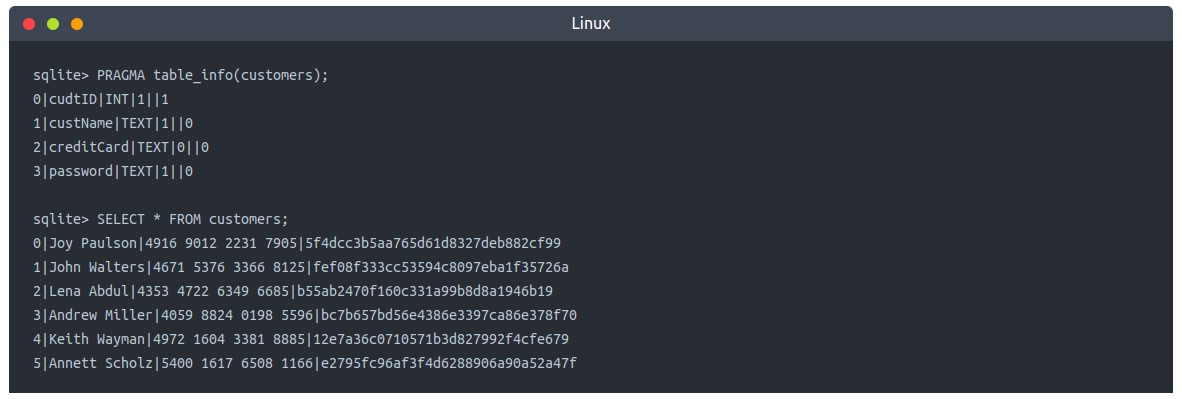 Linux
sqlite> PRAGMA table_info(customers);
0|cudtID|INT|1||1
1|custName|TEXT|1||0
2|creditCard|TEXT|0||0
3|password|TEXT|1||0
sqlite> SELECT * FROM customers;
0|Joy Paulson|4916 9012 2231 7905|5f4dcc3b5aa765d61d8327deb882cf99
1|John Walters|4671 5376 3366 8125|fef08f333cc53594c8097eba1f35726a
2|Lena Abdul|4353 4722 6349 6685|b55ab2470f160c331a99b8d8a1946b19
3|Andrew Miller|4059 8824 0198 5596|bc7b657bd56e4386e3397ca86e378f70
4|Keith Wayman|4972 1604 3381 8885|12e7a36c0710571b3d827992f4cfe679
5|Annett Scholz|5400 1617 6508 1166|e2795fc96af3f4d6288906a90a52a47f